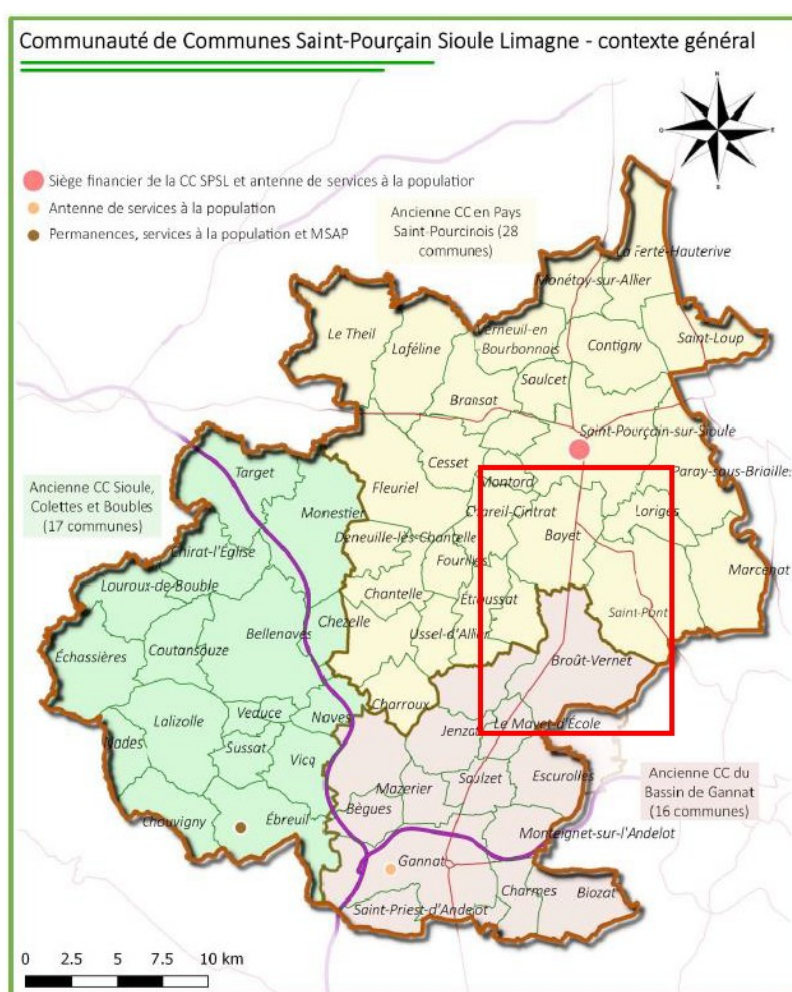 Communauté de Communes Saint-Pourçain Sioule Limagne - contexte général
N
O
E
S
Siège financier de la CC SPSL et antenne de services à la population
Antenne de services à la population
Permanences, services à la population et MSAP
Ancienne CC en Pays
Saint-Pourcinois (28
communes)
La Ferté-Hauterive
Monétay-sur-Allier
Le Theil
Laféline
Verneuil-en
Bourbonnais
Contigny
Saint-Loup
Saulcet
Bransat
Saint-Pourçain-sur-Sioule
Cesset
Paray-sous-Briailles
Target
Fleuriel
Montord
Ancienne CC Sioule,
Colettes et Boubles
(17 communes)
Monestier
Chareil-Cintrat
Loriges
Deneuille-lès-Chantelle
Bayet
Chirat-l'Église
Fourilles
Marcenat
Louroux-de-Bouble
Chantelle
Étroussat
Saint-Pont
Chezelle
Bellenaves
Ussel-d'Allier
Coutansouze
Échassières
Broût-Vernet
Charroux
Veauce
Naves
Lalizolle
Le Mayet-d'École
Jenzat
Nades
Sussat
Vicq
Saulzet
Escurolles
Ancienne CC du
Bassin de Gannat
(16 communes)
Mazerier
Bègues
Chouvigny
Ébreuil
Monteignet-sur-l'Andelot
Gannat
Charmes
Biozat
Saint-Priest-d'Andelot
0 2.5 5 7.5 10 km